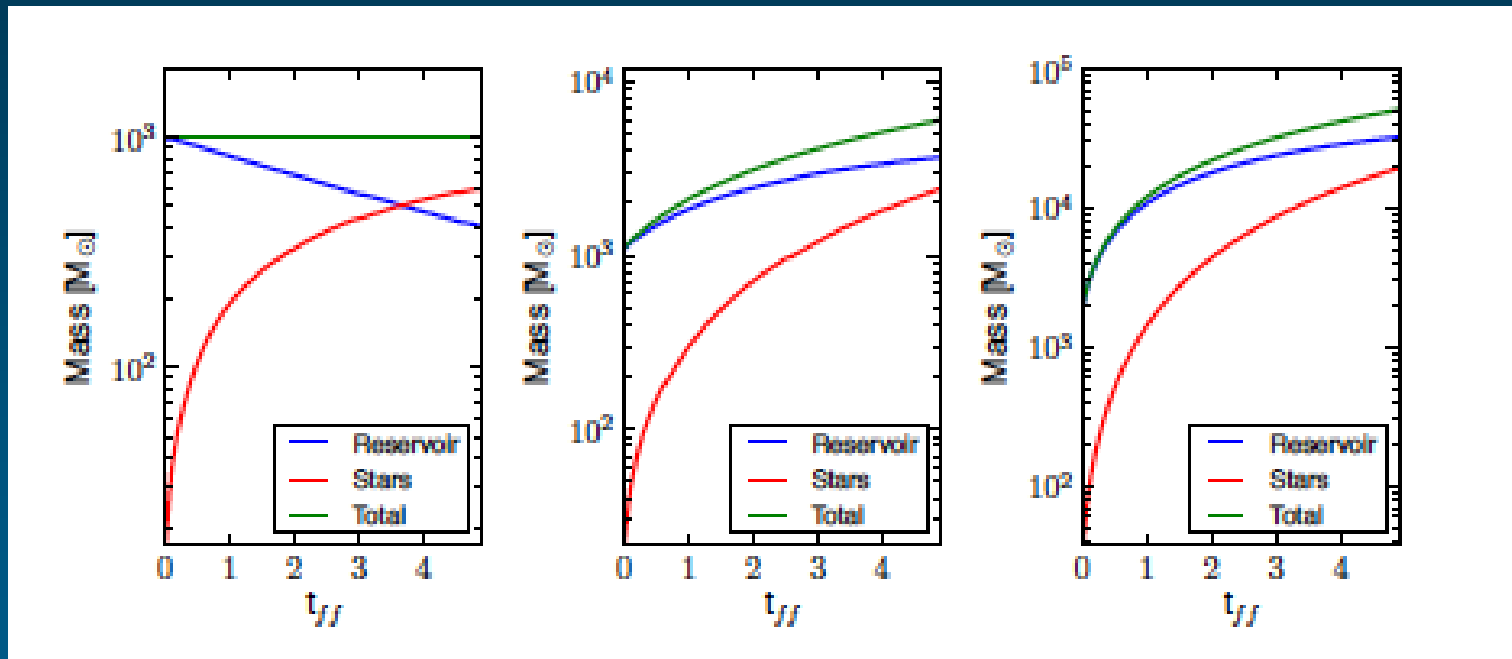 10³
10²
Mass [M☉]
Reservoir
Stars
Total
0 1 2 3 4
t_ff
10⁴
10³
10²
Mass [M☉]
Reservoir
Stars
Total
0 1 2 3 4
t_ff
10⁵
10⁴
10³
10²
Mass [M☉]
Reservoir
Stars
Total
0 1 2 3 4
t_ff